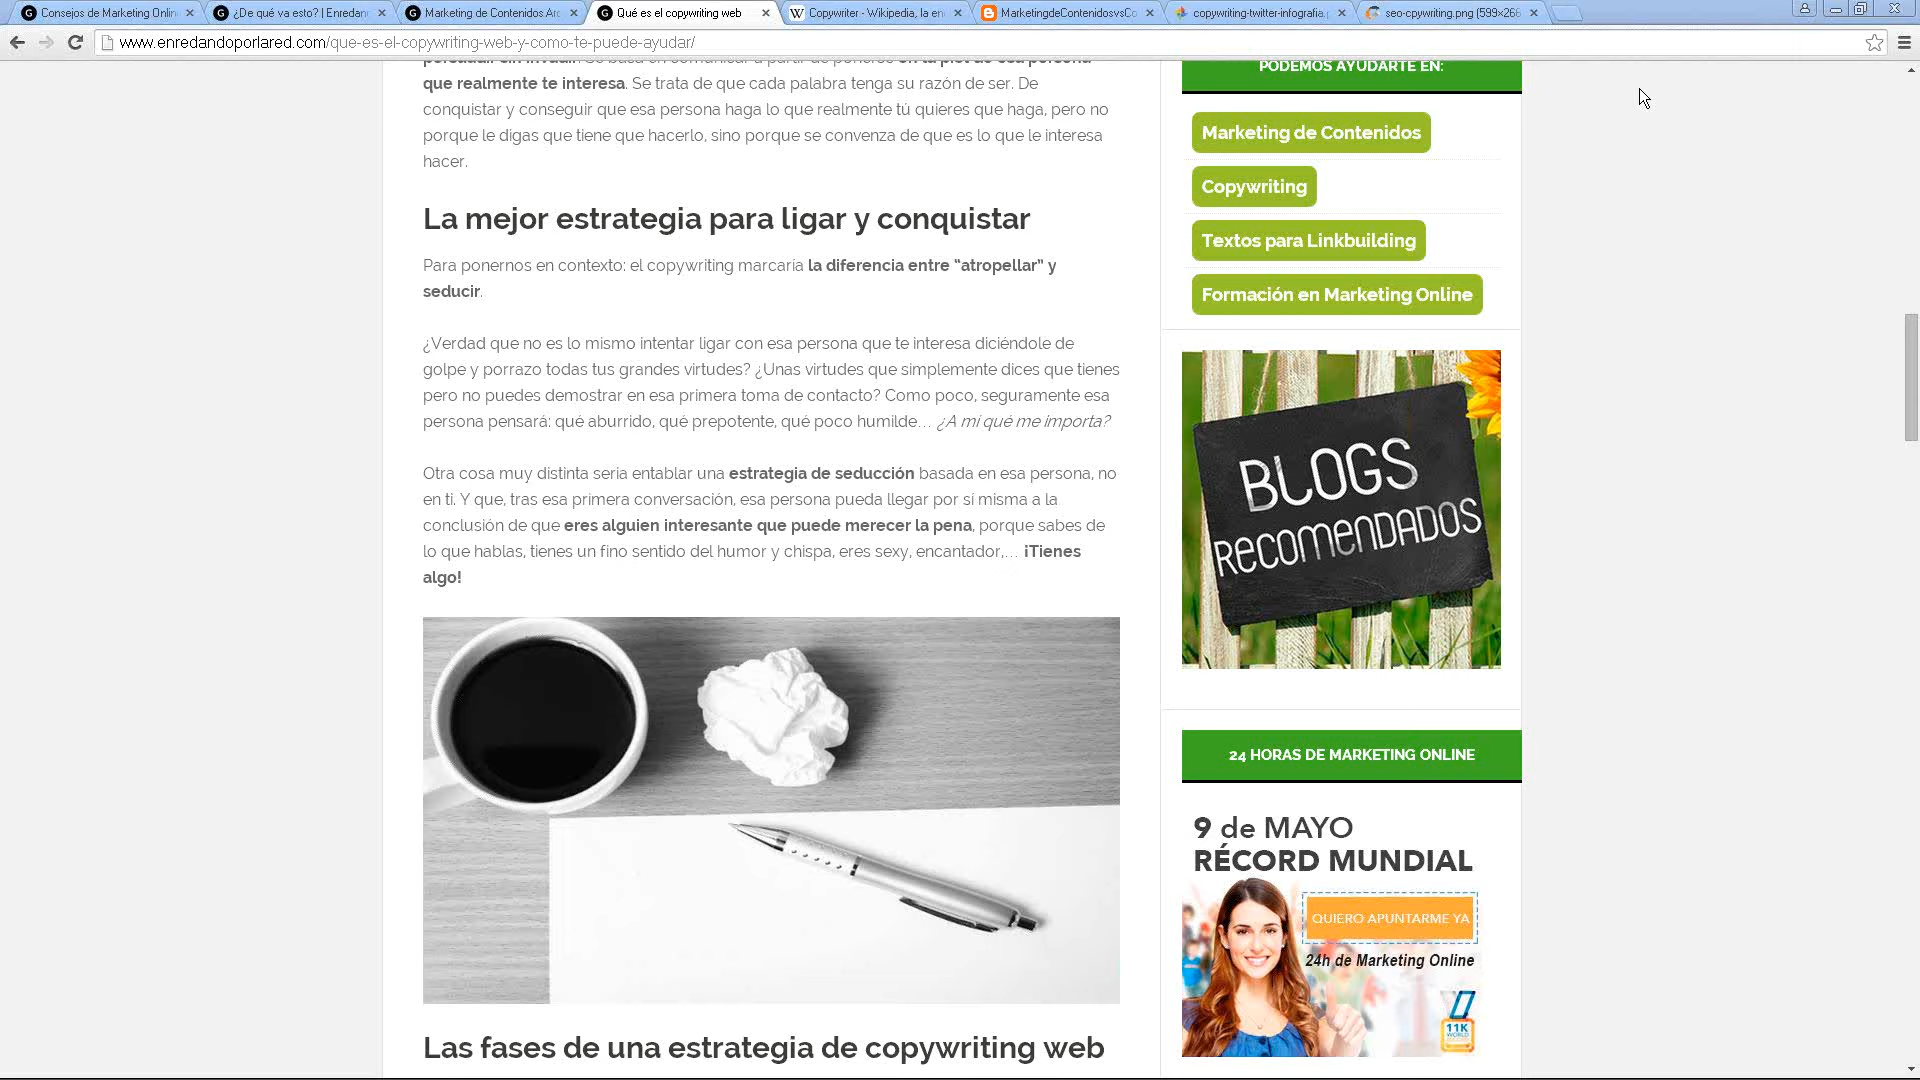 Consejos de Marketing Onlin
¿De qué va esto? | Enredan
Marketing de Contenidos Arc
Qué es el copywriting web
Copywriter - Wikipedia, la en
MarketingdeContenidosvsCo
copywriting-twitter-infografia.p
seo-cpywriting.png (599×266
www.enredandoporlared.com/que-es-el-copywriting-web-y-como-te-puede-ayudar/
que realmente te interesa. Se trata de que cada palabra tenga su razón de ser. De
conquistar y conseguir que esa persona haga lo que realmente tú quieres que haga, pero no
porque le digas que tiene que hacerlo, sino porque se convenza de que es lo que le interesa
hacer.
La mejor estrategia para ligar y conquistar
Para ponernos en contexto: el copywriting marcaría la diferencia entre “atropellar” y
seducir.
¿Verdad que no es lo mismo intentar ligar con esa persona que te interesa diciéndole de
golpe y porrazo todas tus grandes virtudes? ¿Unas virtudes que simplemente dices que tienes
pero no puedes demostrar en esa primera toma de contacto? Como poco, seguramente esa
persona pensará: qué aburrido, qué prepotente, qué poco humilde… ¿A mí qué me importa?
Otra cosa muy distinta sería entablar una estrategia de seducción basada en esa persona, no
en ti. Y que, tras esa primera conversación, esa persona pueda llegar por sí misma a la
conclusión de que eres alguien interesante que puede merecer la pena, porque sabes de
lo que hablas, tienes un fino sentido del humor y chispa, eres sexy, encantador,… ¡Tienes
algo!
Las fases de una estrategia de copywriting web
PODEMOS AYUDARTE EN:
Marketing de Contenidos
Copywriting
Textos para Linkbuilding
Formación en Marketing Online
BLOGS
RECOMENDADOS
24 HORAS DE MARKETING ONLINE
9 de MAYO
RÉCORD MUNDIAL
QUIERO APUNTARME YA
24h de Marketing Online
11K
WORLD